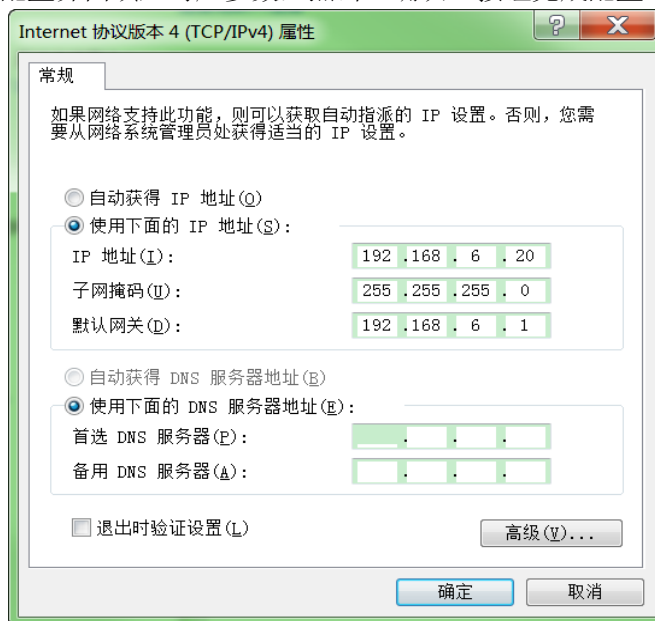 Internet 协议版本 4 (TCP/IPv4) 属性
常规
如果网络支持此功能，则可以获取自动指派的 IP 设置。否则，您需
要从网络系统管理员处获得适当的 IP 设置。
自动获得 IP 地址(O)
使用下面的 IP 地址(S):
IP 地址(I): 192 .168 . 6 . 20
子网掩码(U): 255 .255 .255 . 0
默认网关(D): 192 .168 . 6 . 1
自动获得 DNS 服务器地址(B)
使用下面的 DNS 服务器地址(E):
首选 DNS 服务器(P): . . .
备用 DNS 服务器(A): . . .
退出时验证设置(L)
高级(V)...
确定 取消